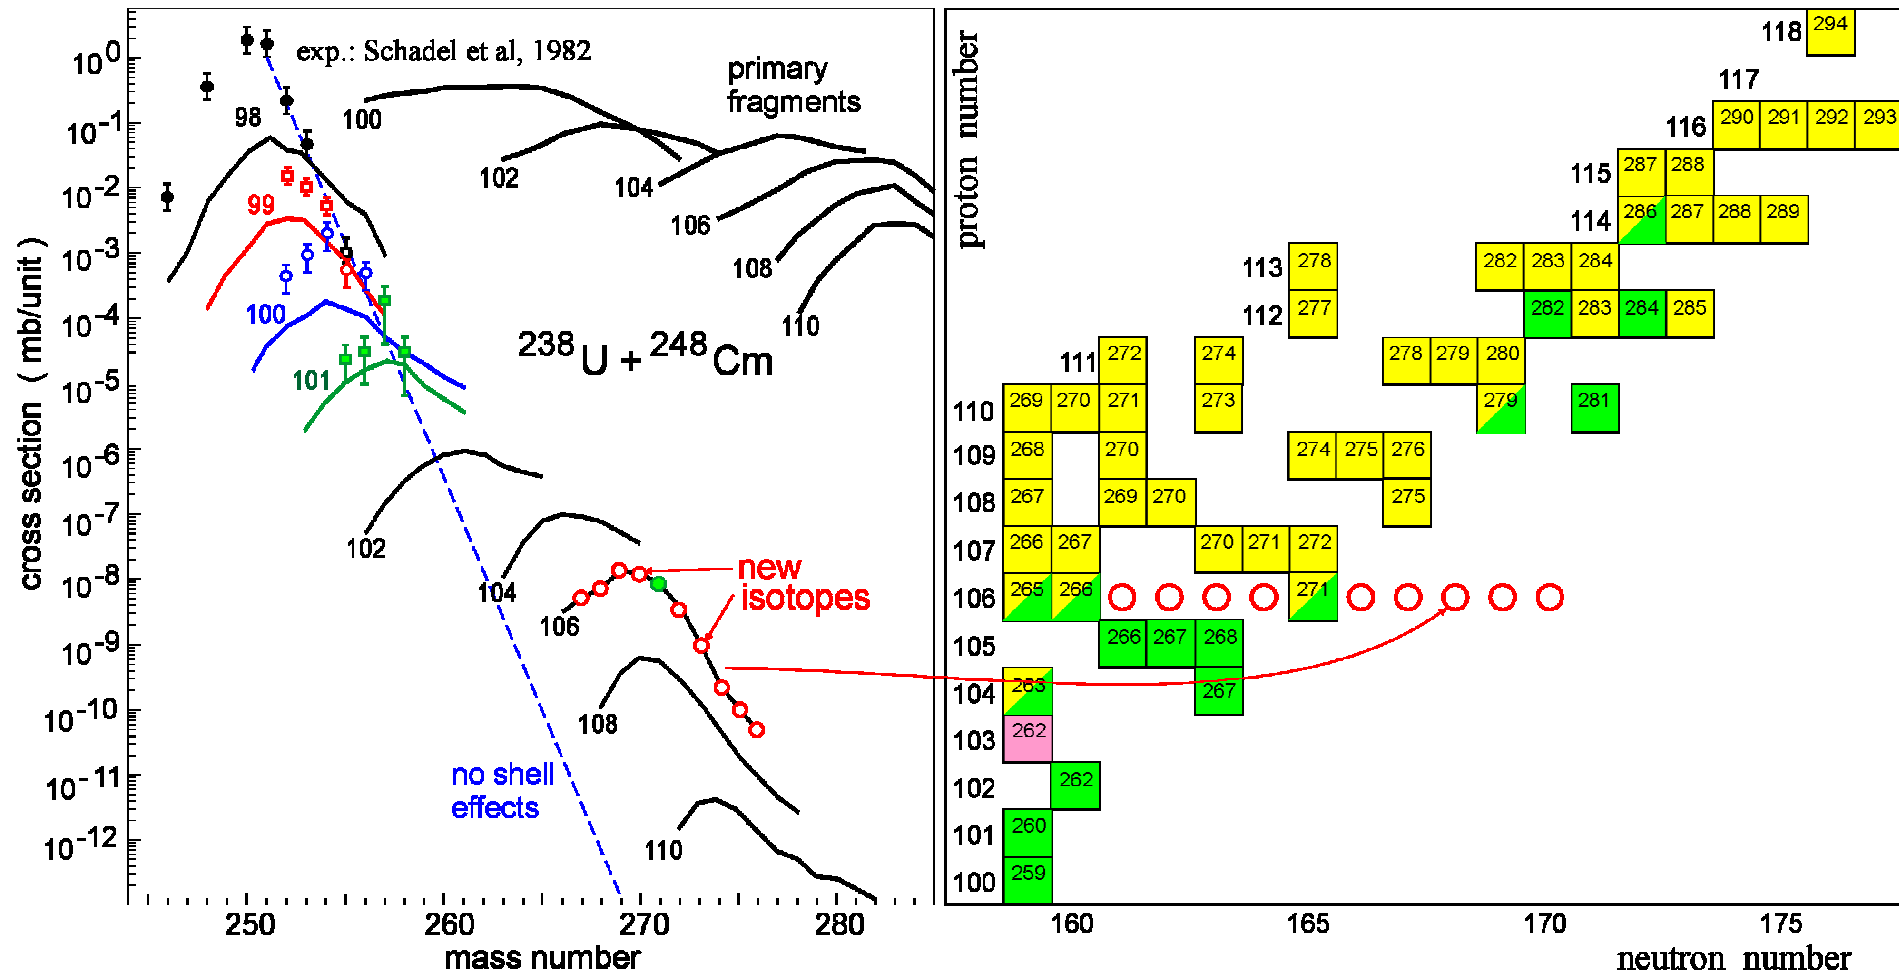 exp.: Schadel et al, 1982
primary
fragments
cross section ( mb/unit )
10^0
10^-1
10^-2
10^-3
10^-4
10^-5
10^-6
10^-7
10^-8
10^-9
10^-10
10^-11
10^-12
98
99
100
101
100
102
104
106
108
110
^238U + ^248Cm
102
104
106
108
110
new
isotopes
no shell
effects
250 260 270 280
mass number
proton number
118 294
117
116 290 291 292 293
115 287 288
114 286 287 288 289
113 278 282 283 284
112 277 282 283 284 285
111 272 274 278 279 280
110 269 270 271 273 279 281
109 268 270 274 275 276
108 267 269 270 275
107 266 267 270 271 272
106 265 266 271
105 266 267 268
104 263 267
103 262
102 262
101 260
100 259
160 165 170 175
neutron number